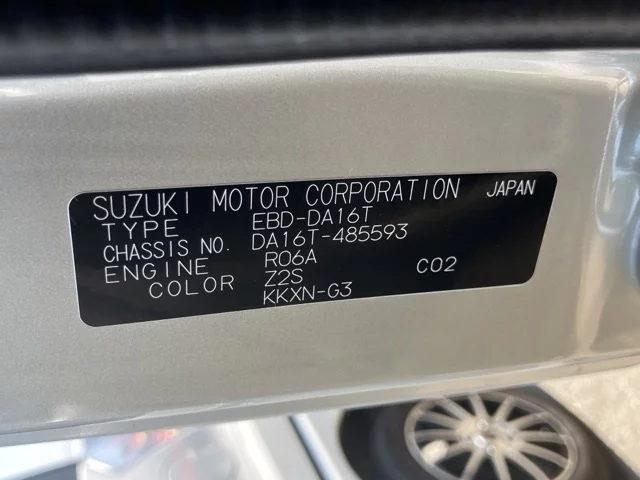 SUZUKI MOTOR CORPORATION JAPAN
TYPE EBD-DA16T
CHASSIS NO. DA16T-485593
ENGINE R06A
COLOR Z2S C02
KKXN-G3